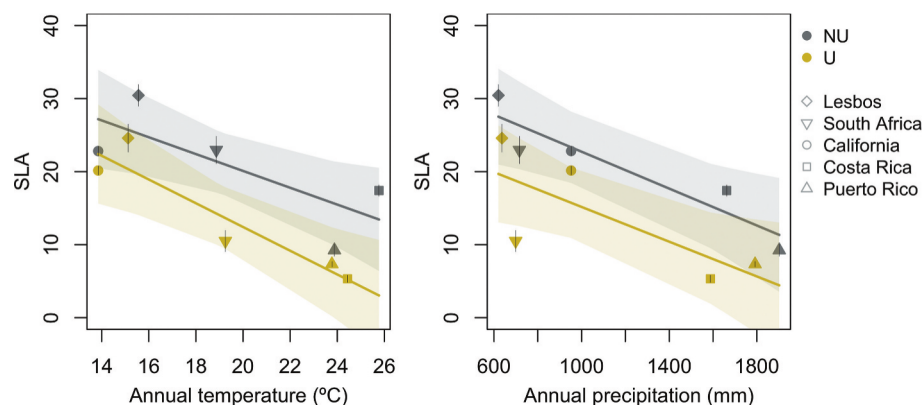 40
30
20
10
0
SLA
14 16 18 20 22 24 26
Annual temperature (ºC)
40
30
20
10
0
SLA
600 1000 1400 1800
Annual precipitation (mm)
NU
U
Lesbos
South Africa
California
Costa Rica
Puerto Rico